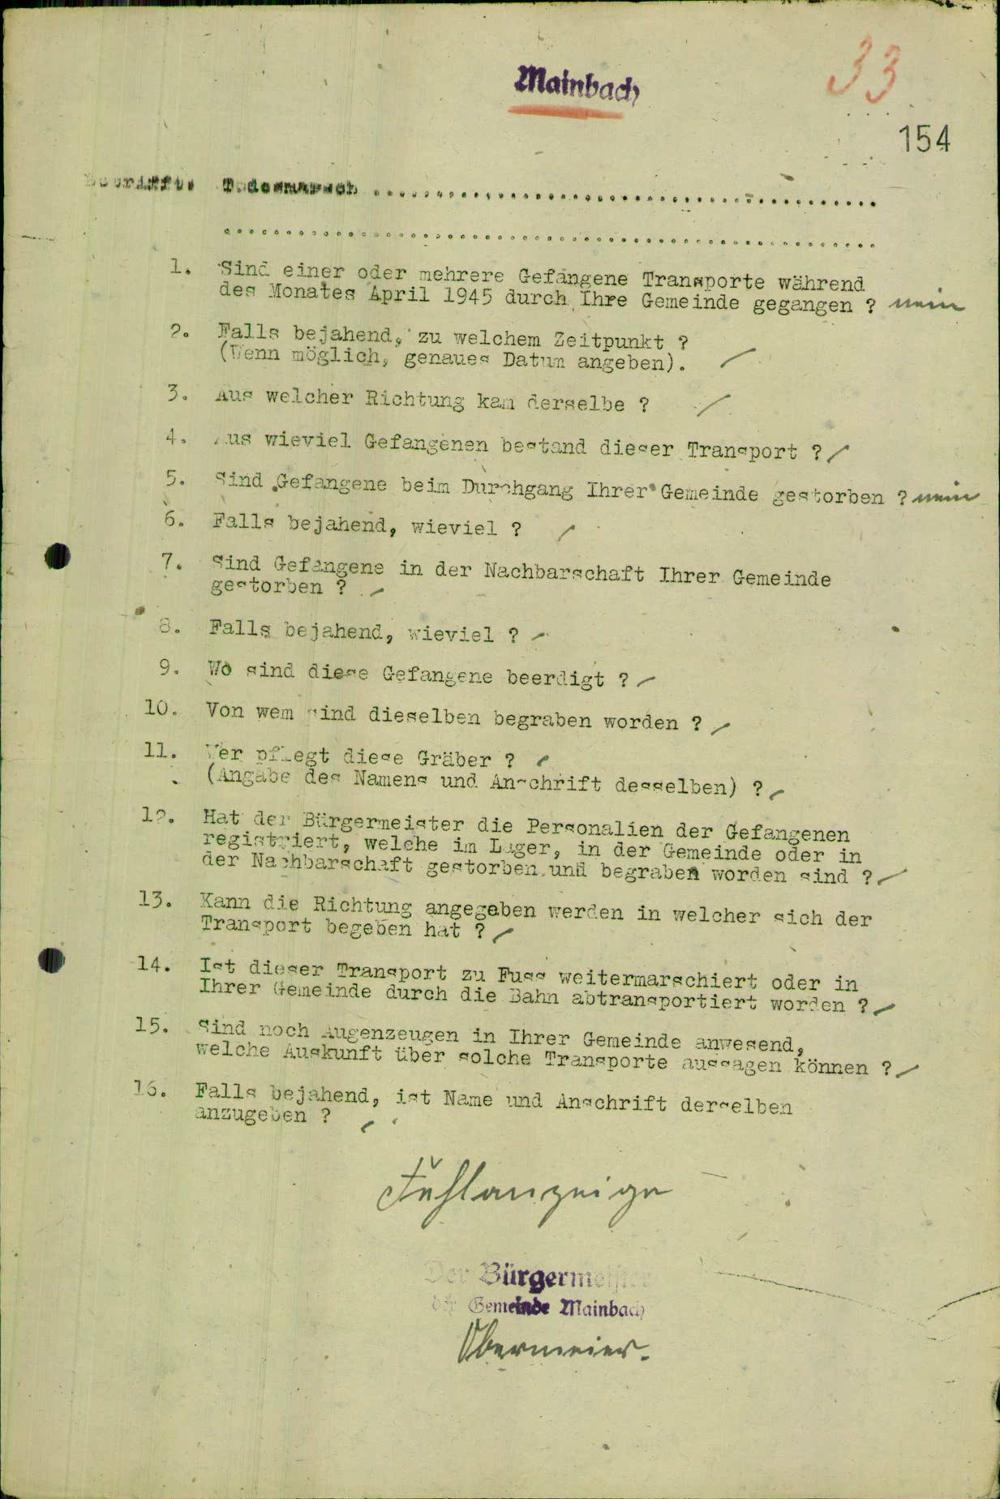 Mainbach
33
154
Betrifft: Todesmarsch ..................................................
..................................................
1. Sind einer oder mehrere Gefangene Transporte während
des Monates April 1945 durch Ihre Gemeinde gegangen ? nein
2. Falls bejahend, zu welchem Zeitpunkt ?
(Wenn möglich, genaues Datum angeben). /
3. Aus welcher Richtung kam derselbe ? /
4. Aus wieviel Gefangenen bestand dieser Transport ? /
5. Sind Gefangene beim Durchgang Ihrer Gemeinde gestorben ? nein
6. Falls bejahend, wieviel ? /
7. Sind Gefangene in der Nachbarschaft Ihrer Gemeinde
gestorben ? /
8. Falls bejahend, wieviel ? /
9. Wo sind diese Gefangene beerdigt ? /
10. Von wem sind dieselben begraben worden ? /
11. Wer pflegt diese Gräber ? /
(Angabe des Namens und Anschrift desselben) ? /
12. Hat der Bürgermeister die Personalien der Gefangenen
registriert, welche im Lager, in der Gemeinde oder in
der Nachbarschaft gestorben und begraben worden sind ? /
13. Kann die Richtung angegeben werden in welcher sich der
Transport begeben hat ? /
14. Ist dieser Transport zu Fuss weitermarschiert oder in
Ihrer Gemeinde durch die Bahn abtransportiert worden ? /
15. Sind noch Augenzeugen in Ihrer Gemeinde anwesend,
welche Auskunft über solche Transporte aussagen können ? /
16. Falls bejahend, ist Name und Anschrift derselben
anzugeben ? /
Fehlanzeige
Der Bürgermeister
der Gemeinde Mainbach
Obermeier.